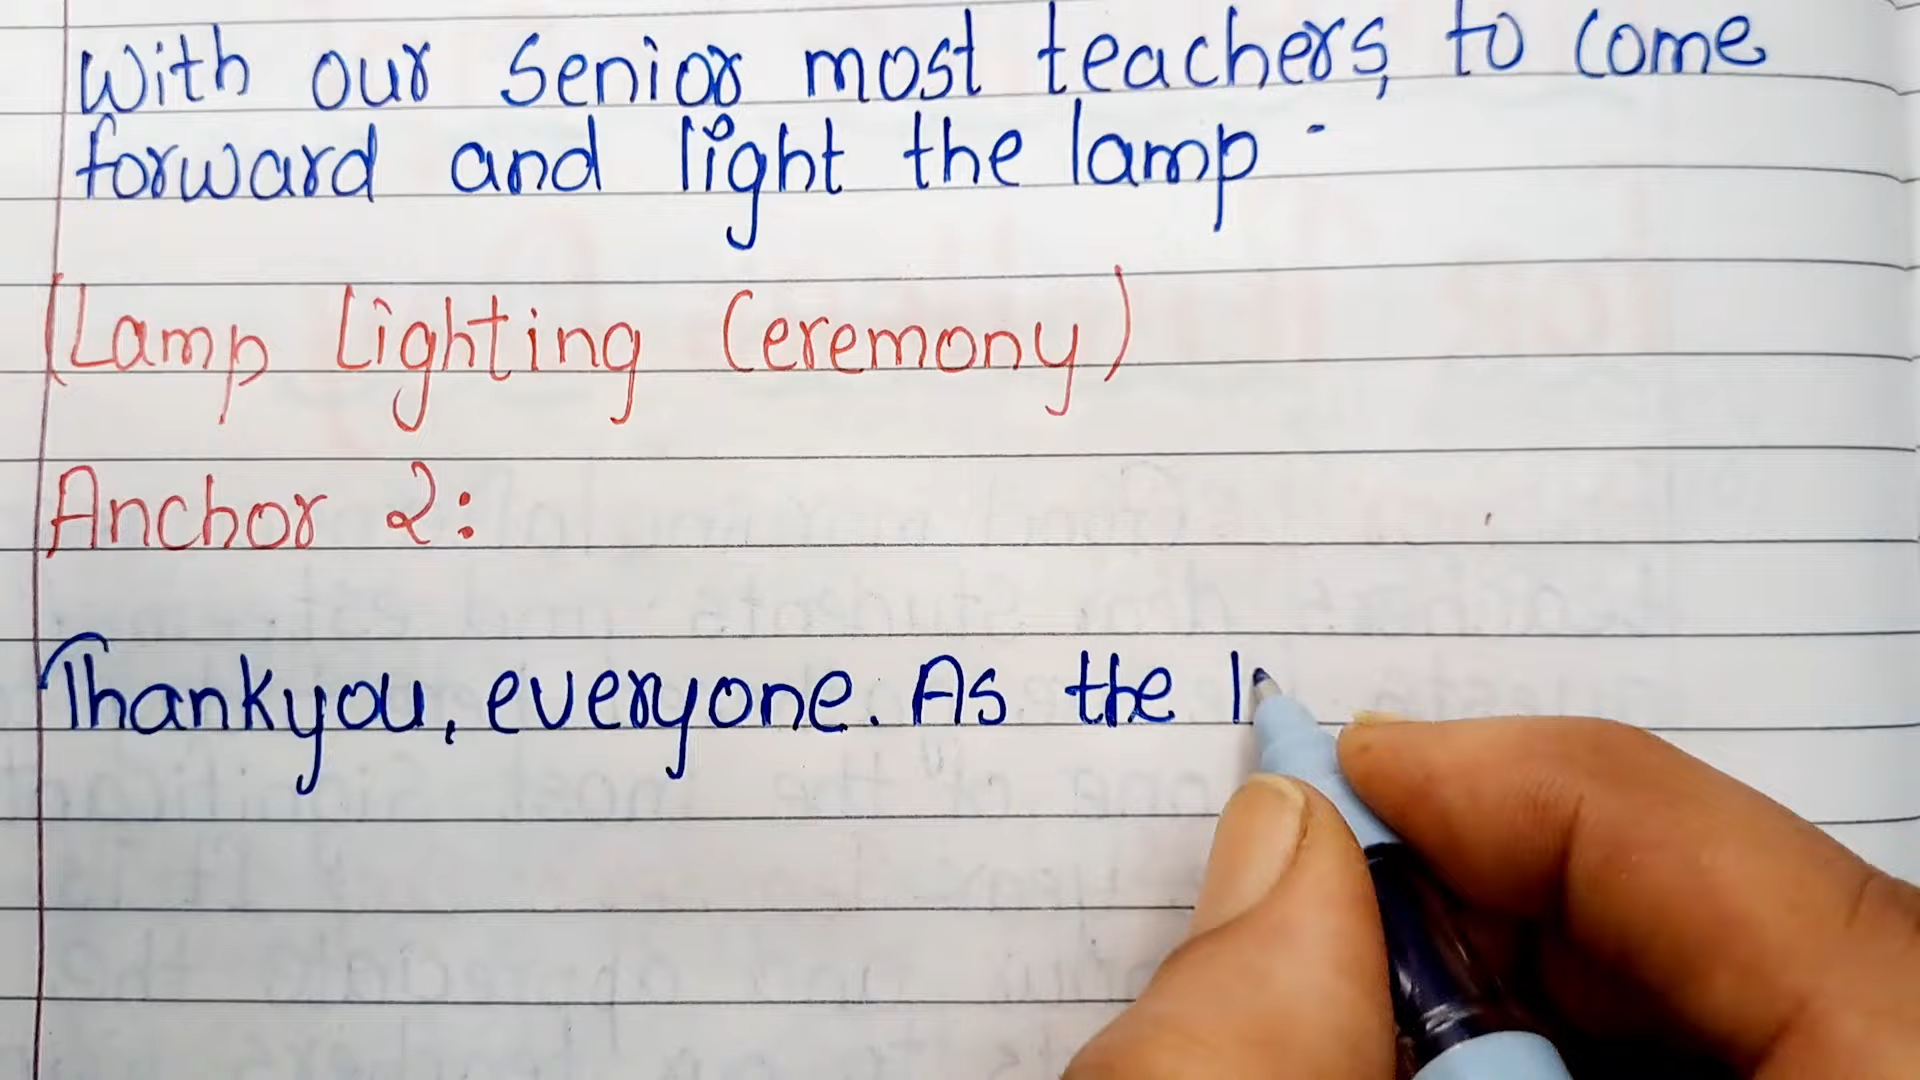 With our Senior most teachers, to come
forward and light the lamp.
(Lamp Lighting Ceremony)
Anchor 2:
Thankyou, everyone. As the l